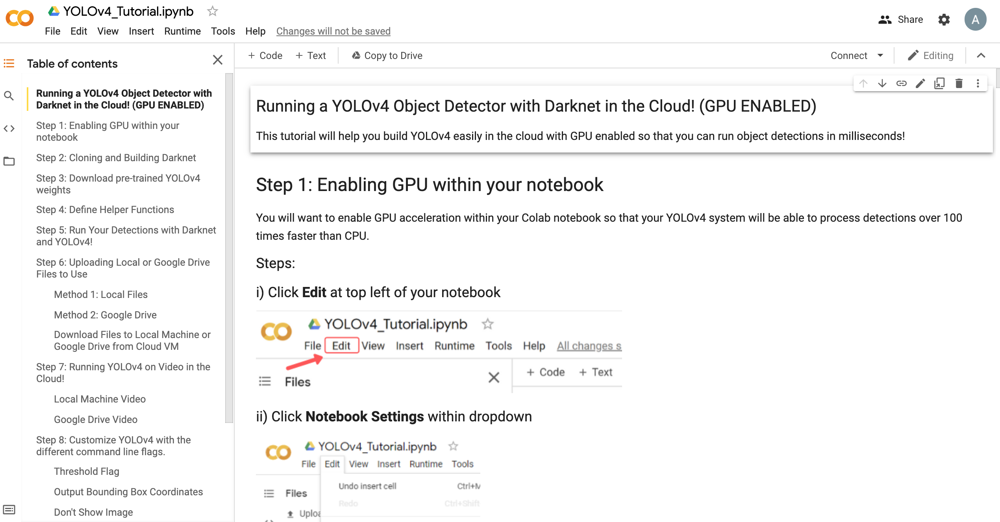 YOLOv4_Tutorial.ipynb
File Edit View Insert Runtime Tools Help Changes will not be saved
Share
A
Table of contents
Running a YOLOv4 Object Detector with
Darknet in the Cloud! (GPU ENABLED)
Step 1: Enabling GPU within your
notebook
Step 2: Cloning and Building Darknet
Step 3: Download pre-trained YOLOv4
weights
Step 4: Define Helper Functions
Step 5: Run Your Detections with Darknet
and YOLOv4!
Step 6: Uploading Local or Google Drive
Files to Use
Method 1: Local Files
Method 2: Google Drive
Download Files to Local Machine or
Google Drive from Cloud VM
Step 7: Running YOLOv4 on Video in the
Cloud!
Local Machine Video
Google Drive Video
Step 8: Customize YOLOv4 with the
different command line flags.
Threshold Flag
Output Bounding Box Coordinates
Don't Show Image
+ Code + Text Copy to Drive
Connect Editing
Running a YOLOv4 Object Detector with Darknet in the Cloud! (GPU ENABLED)
This tutorial will help you build YOLOv4 easily in the cloud with GPU enabled so that you can run object detections in milliseconds!
Step 1: Enabling GPU within your notebook
You will want to enable GPU acceleration within your Colab notebook so that your YOLOv4 system will be able to process detections over 100
times faster than CPU.
Steps:
i) Click Edit at top left of your notebook
YOLOv4_Tutorial.ipynb
File Edit View Insert Runtime Tools Help All changes s
Files
+ Code + Text
ii) Click Notebook Settings within dropdown
YOLOv4_Tutorial.ipynb
File Edit View Insert Runtime Tools
Undo insert cell Ctrl+M
Files
Redo Ctrl+Shift
Uploa